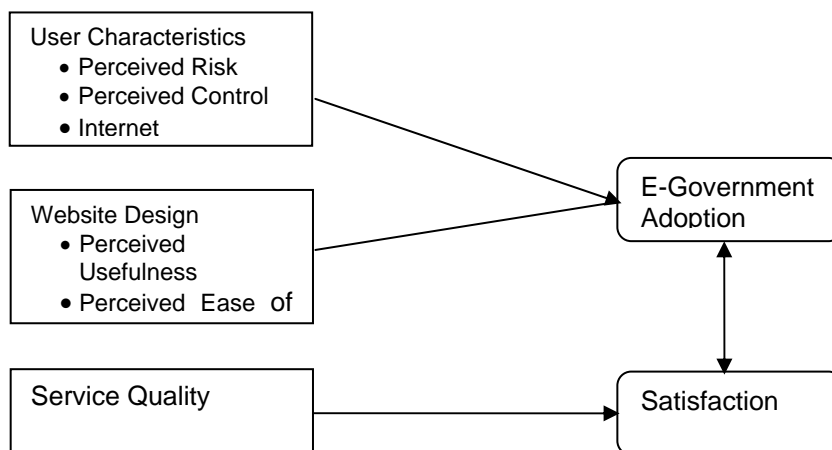 User Characteristics
• Perceived Risk
• Perceived Control
• Internet
Website Design
• Perceived
Usefulness
• Perceived Ease of
Service Quality
E-Government
Adoption
Satisfaction